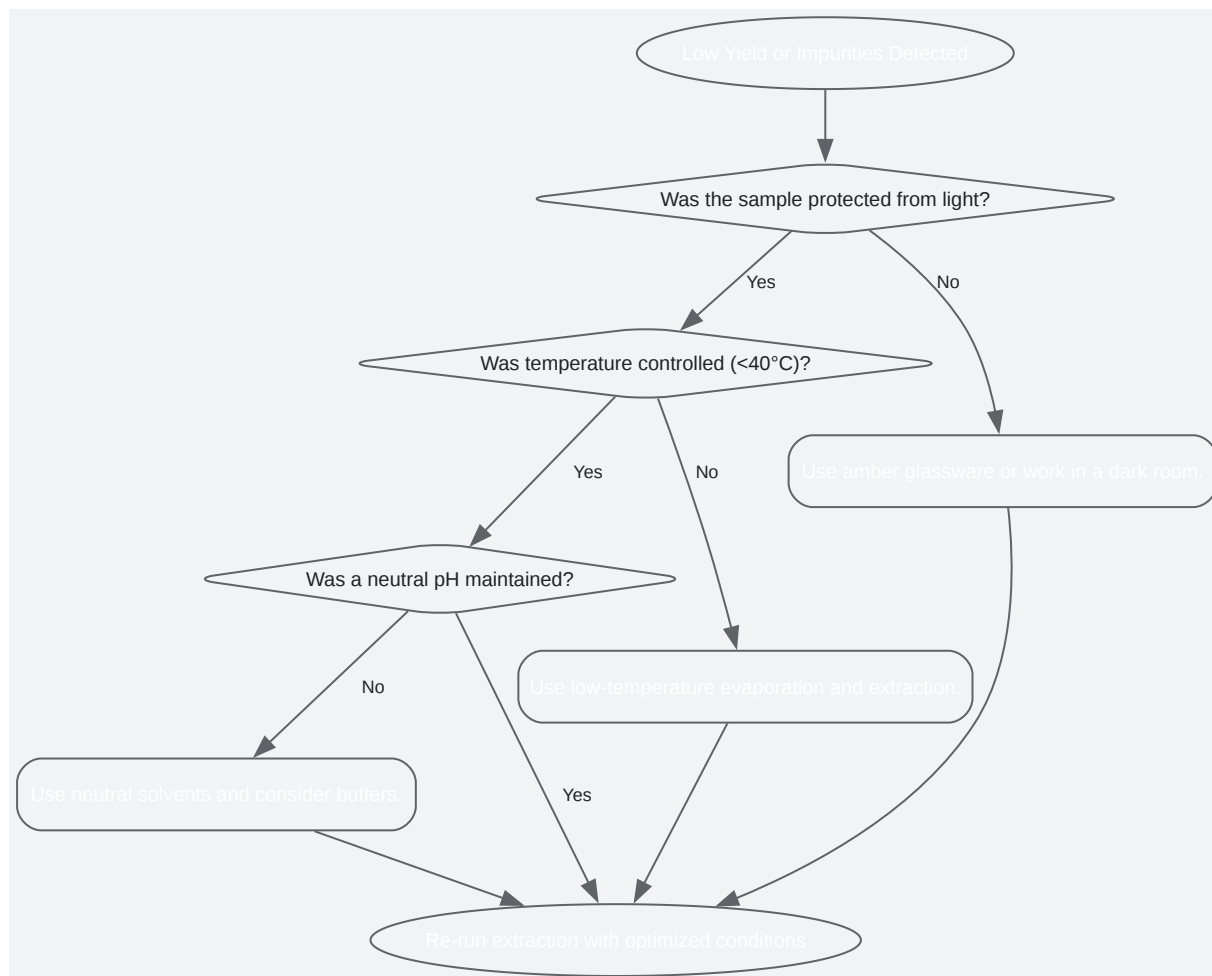 Low Yield or Impurities Detected
Was the sample protected from light?
Yes
No
Was temperature controlled (<40°C)?
Yes
No
Use amber glassware or work in a dark room.
Was a neutral pH maintained?
No
Use low-temperature evaporation and extraction.
Use neutral solvents and consider buffers.
Yes
Re-run extraction with optimized conditions